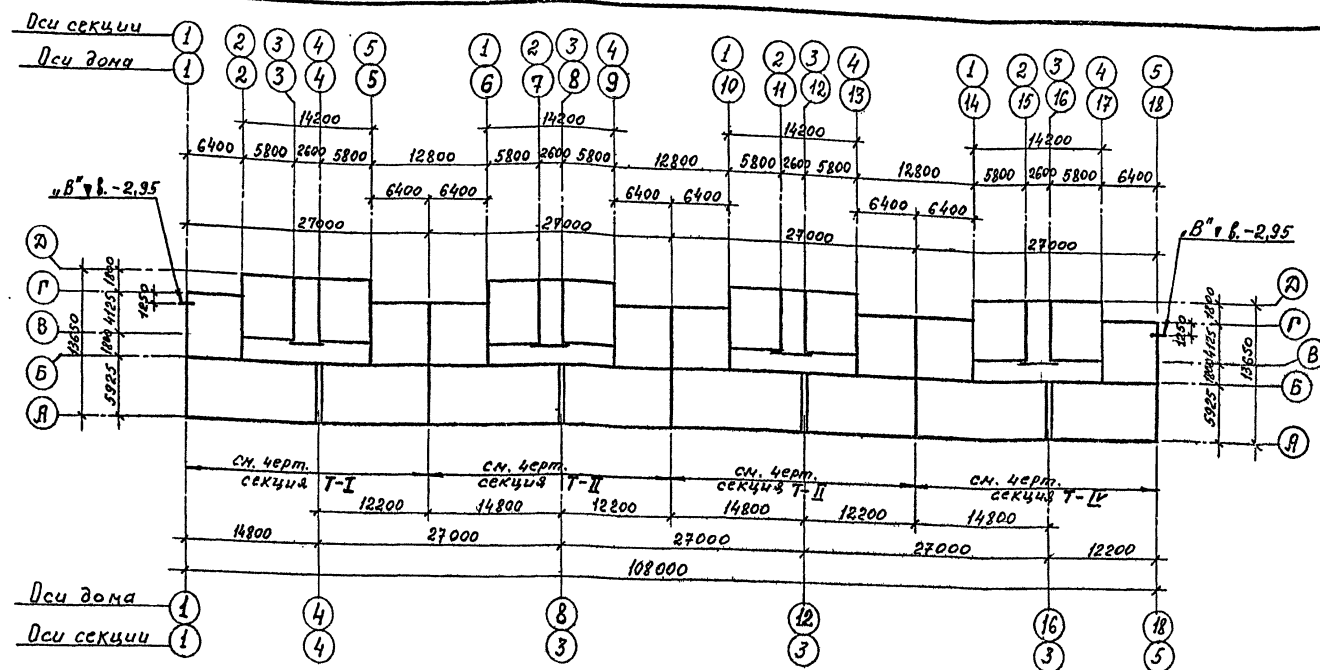 Оси секции 1 2 3 4 5 1 2 3 4 1 2 3 4 1 2 3 4 5
Оси дома 1 2 3 4 5 6 7 8 9 10 11 12 13 14 15 16 17 18
14200 14200 14200 14200
6400 5800 2600 5800 12800 5800 2600 5800 12800 5800 2600 5800 12800 5800 2600 5800 6400
6400 6400 6400 6400 6400 6400
27000 27000 27000 27000
„В" в. -2,95
„В" в. -2,95
Д
Г
В
Б
А
1800
4125
1800
5925
13650
1250
Д
Г
В
Б
А
1800
4125
1800
5925
13650
1250
см. черт. секция Т-I
см. черт. секция Т-II
см. черт. секция Т-II
см. черт. секция Т-IV
12200 14800 12200 14800 12200 14800
14800 27000 27000 27000 12200
108000
Оси дома 1 4 8 12 16 18
Оси секции 1 4 3 3 3 5